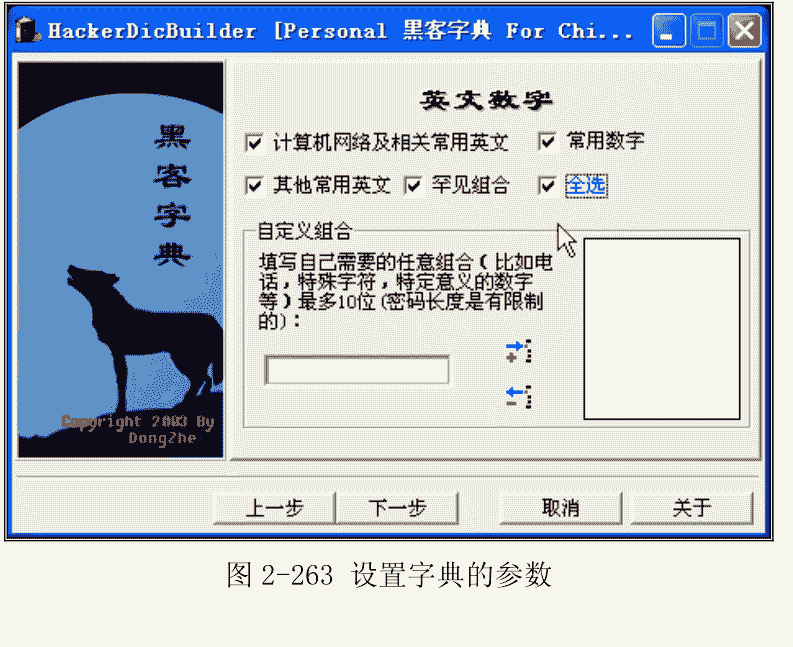 HackerDicBuilder [Personal 黑客字典 For Chi...
黑
客
字
典
Copyright 2003 By
DongZhe
英文数字
计算机网络及相关常用英文 常用数字
其他常用英文 罕见组合 全选
自定义组合
填写自己需要的任意组合(比如电
话,特殊字符,特定意义的数字
等)最多10位(密码长度是有限制
的):
上一步 下一步 取消 关于
图 2-263 设置字典的参数